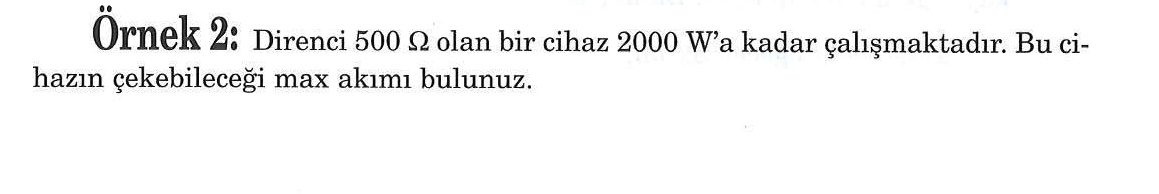 Örnek 2: Direnci 500 Ω olan bir cihaz 2000 W’a kadar çalışmaktadır. Bu ci-
hazın çekebileceği max akımı bulunuz.